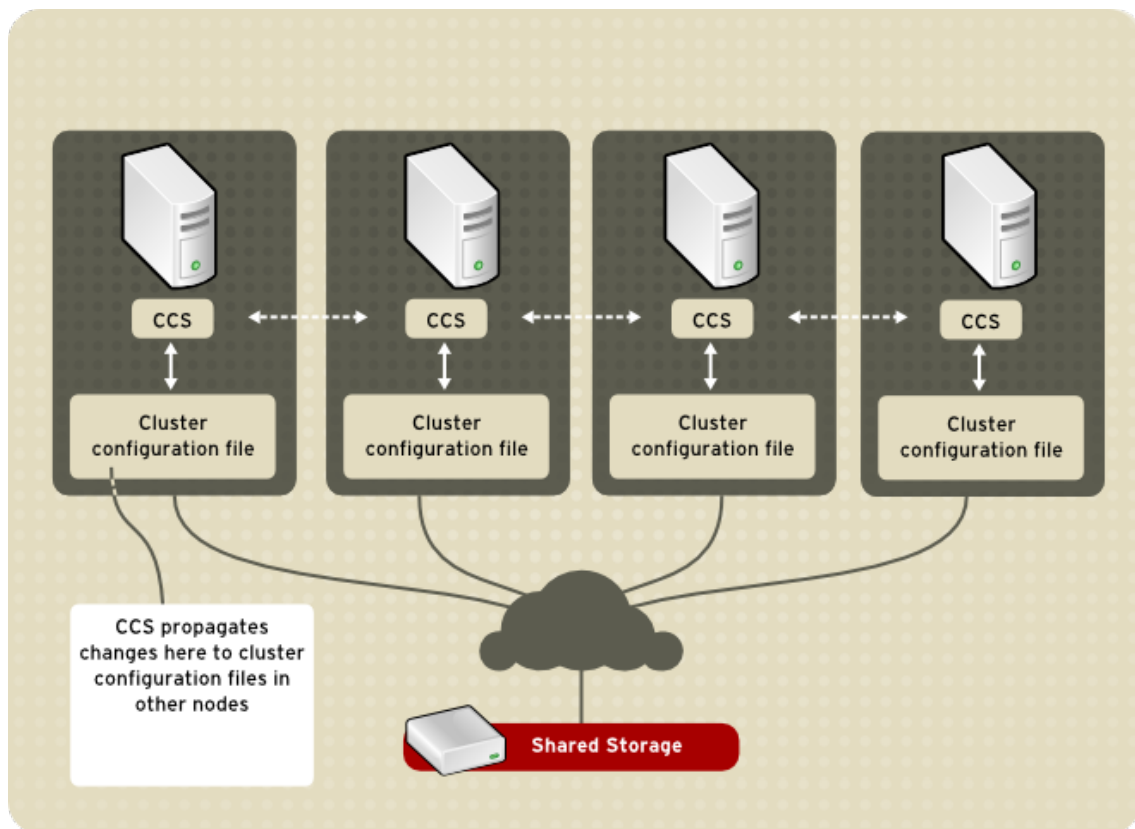 CCS
CCS
CCS
CCS
Cluster
configuration file
Cluster
configuration file
Cluster
configuration file
Cluster
configuration file
CCS propagates
changes here to cluster
configuration files in
other nodes
Shared Storage